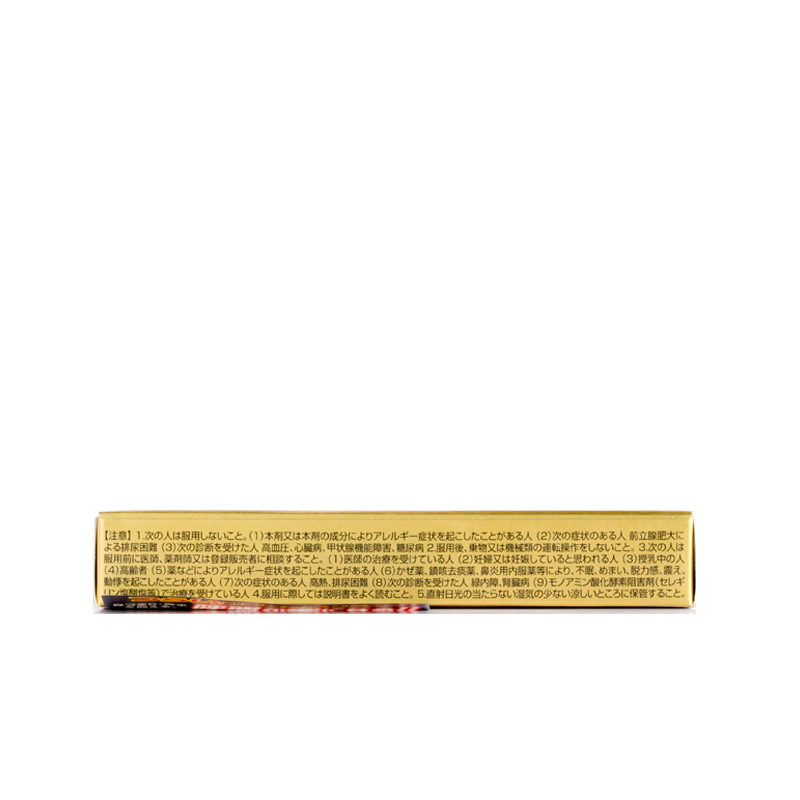 【注意】1.次の人は服用しないこと。(1)本剤又は本剤の成分によりアレルギー症状を起こしたことがある人 (2)次の症状のある人 前立腺肥大に
よる排尿困難 (3)次の診断を受けた人 高血圧、心臓病、甲状腺機能障害、糖尿病 2.服用後、乗物又は機械類の運転操作をしないこと。3.次の人は
服用前に医師、薬剤師又は登録販売者に相談すること。(1)医師の治療を受けている人 (2)妊婦又は妊娠していると思われる人 (3)授乳中の人
(4)高齢者 (5)薬などによりアレルギー症状を起こしたことがある人 (6)かぜ薬、鎮咳去痰薬、鼻炎用内服薬等により、不眠、めまい、脱力感、震え、
動悸を起こしたことがある人 (7)次の症状のある人 高熱、排尿困難 (8)次の診断を受けた人 緑内障、腎臓病 (9)モノアミン酸化酵素阻害剤(セレギ
リン塩酸塩等)で治療を受けている人 4.服用に際しては説明書をよく読むこと。5.直射日光の当たらない湿気の少ない涼しいところに保管すること。